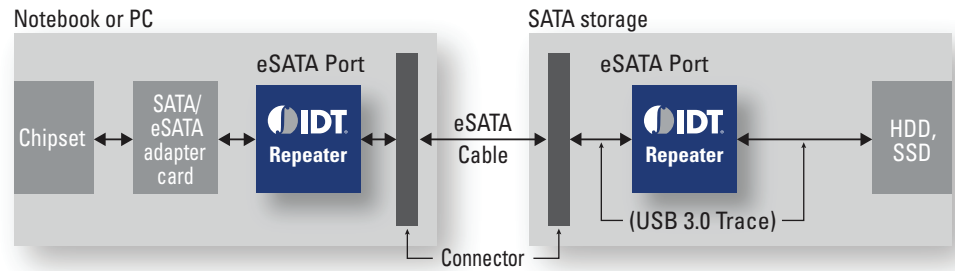 Notebook or PC
SATA storage
eSATA Port
eSATA Port
Chipset
SATA/
eSATA
adapter
card
IDT.
Repeater
eSATA
Cable
IDT.
Repeater
HDD,
SSD
(USB 3.0 Trace)
Connector